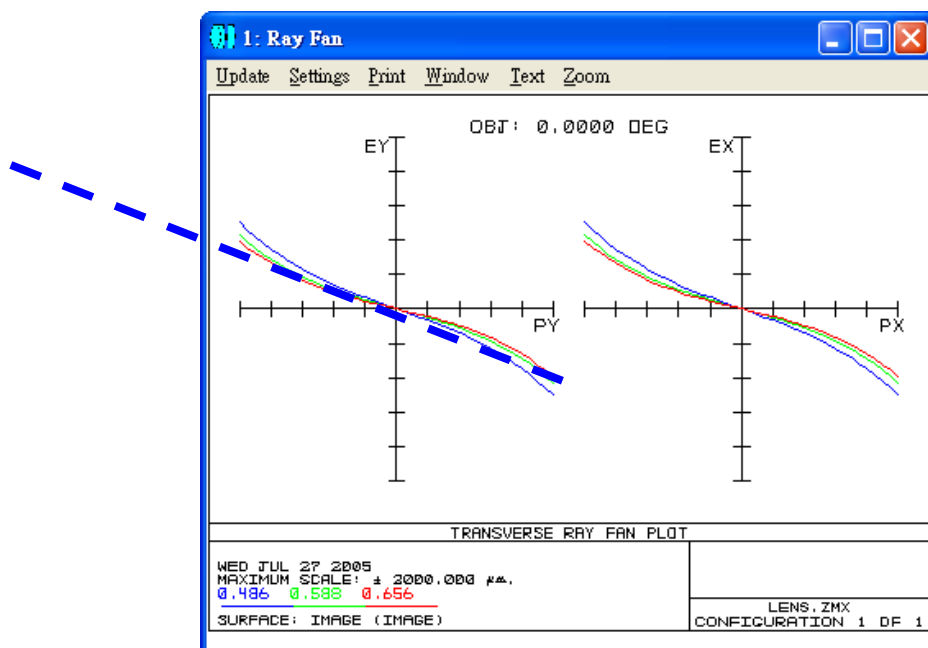 1: Ray Fan
Update Settings Print Window Text Zoom
OBJ: 0.0000 DEG
EY EX
PY PX
TRANSVERSE RAY FAN PLOT
WED JUL 27 2005
MAXIMUM SCALE: ± 2000.000 µm.
0.486 0.588 0.656
SURFACE: IMAGE (IMAGE)
LENS.ZMX
CONFIGURATION 1 OF 1